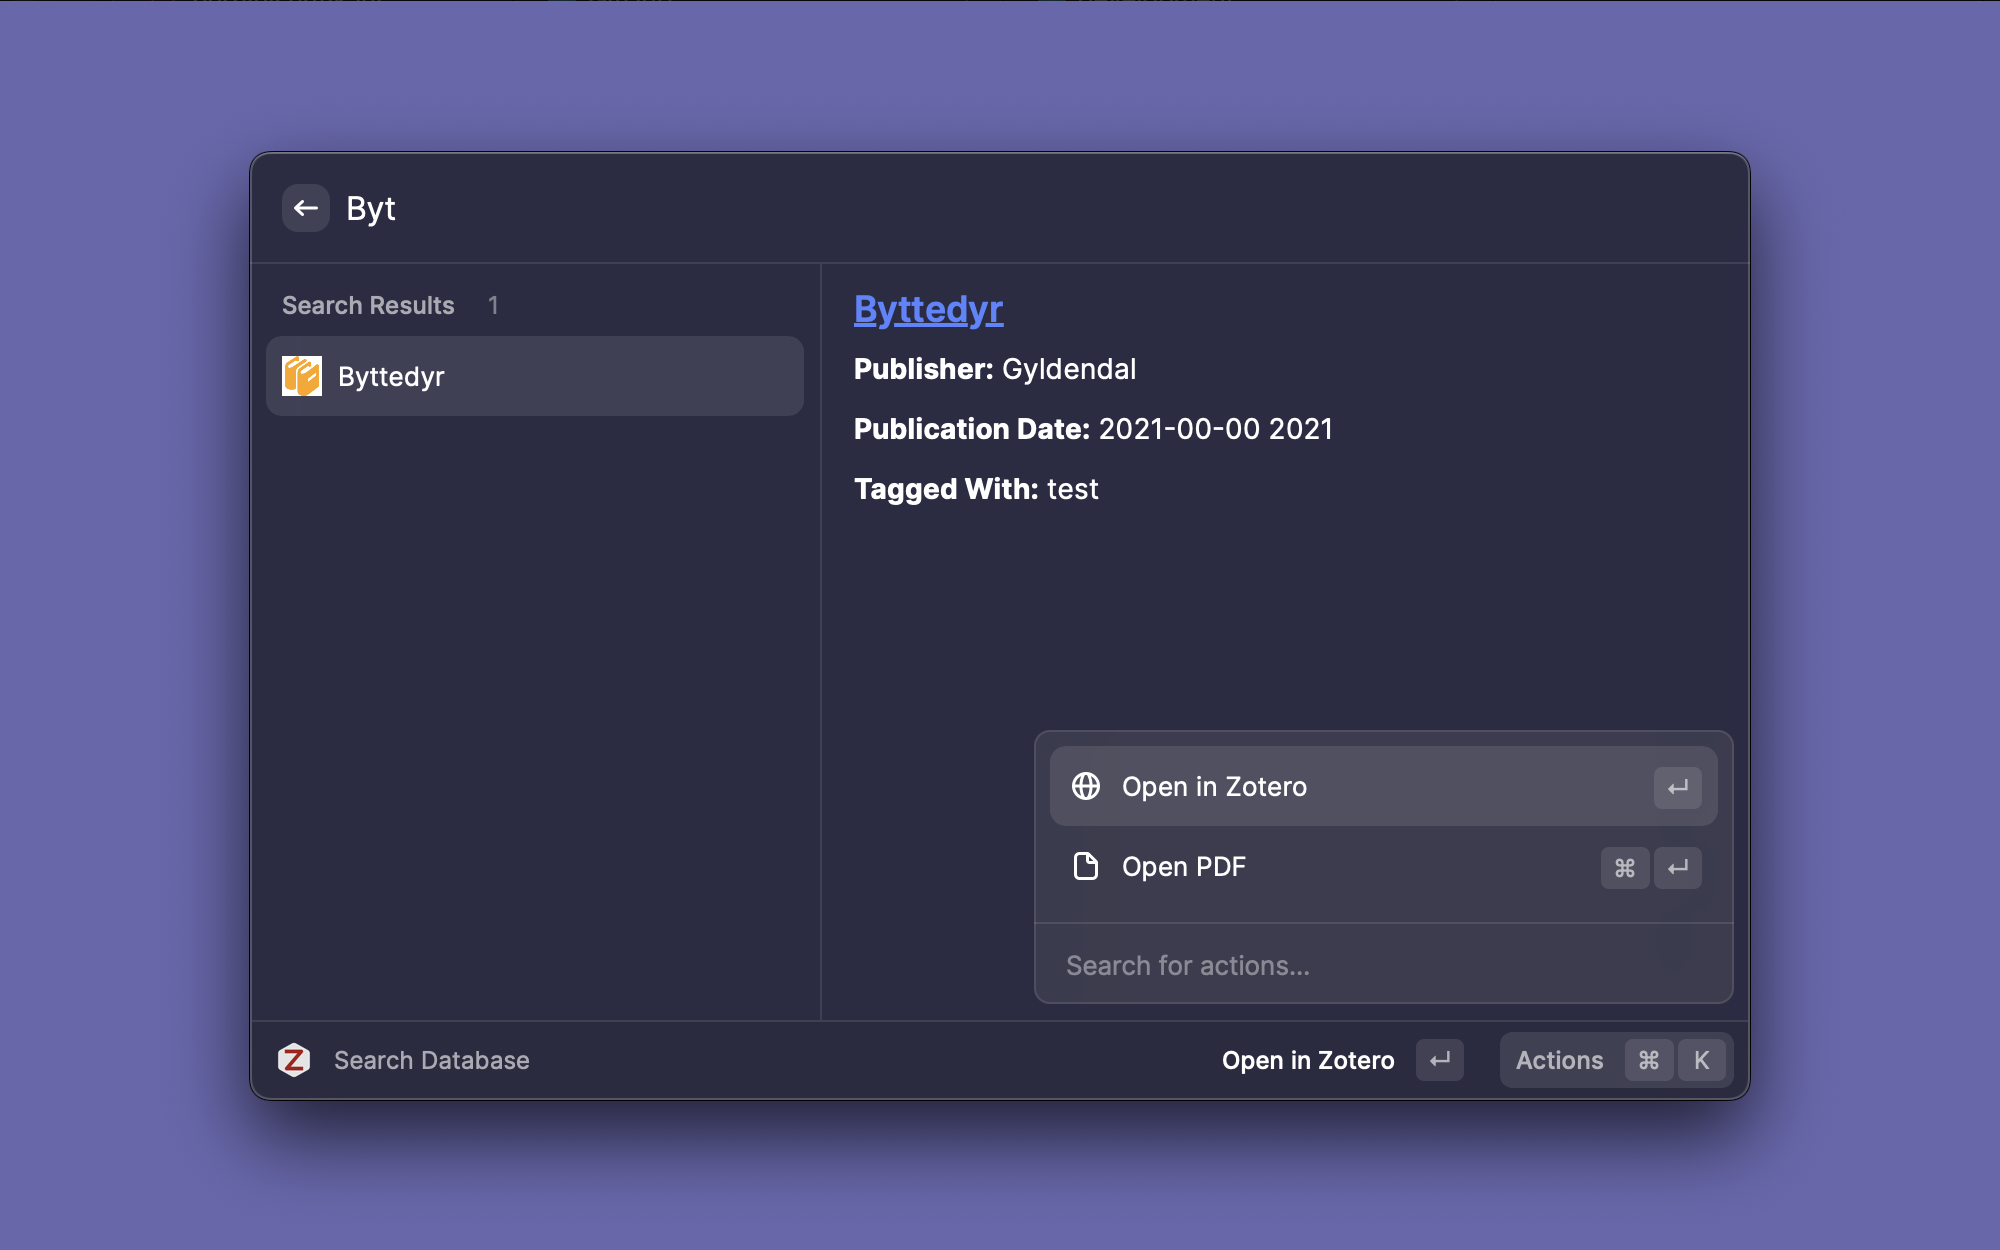 Byt
Search Results 1
Byttedyr
Byttedyr
Publisher: Gyldendal
Publication Date: 2021-00-00 2021
Tagged With: test
Open in Zotero ↵
Open PDF ⌘ ↵
Search for actions...
Z Search Database
Open in Zotero ↵ Actions ⌘ K